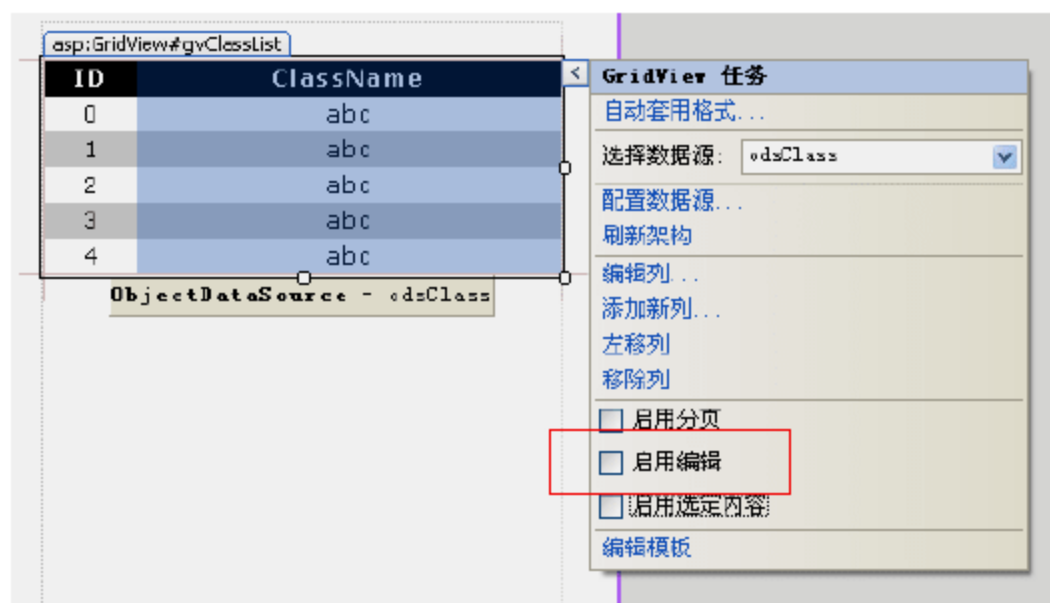 asp:GridView#gvClassList
ID ClassName
0 abc
1 abc
2 abc
3 abc
4 abc
ObjectDataSource - odsClass
<
GridView 任务
自动套用格式...
选择数据源: odsClass
配置数据源...
刷新架构
编辑列...
添加新列...
左移列
移除列
启用分页
启用编辑
启用选定内容
编辑模板